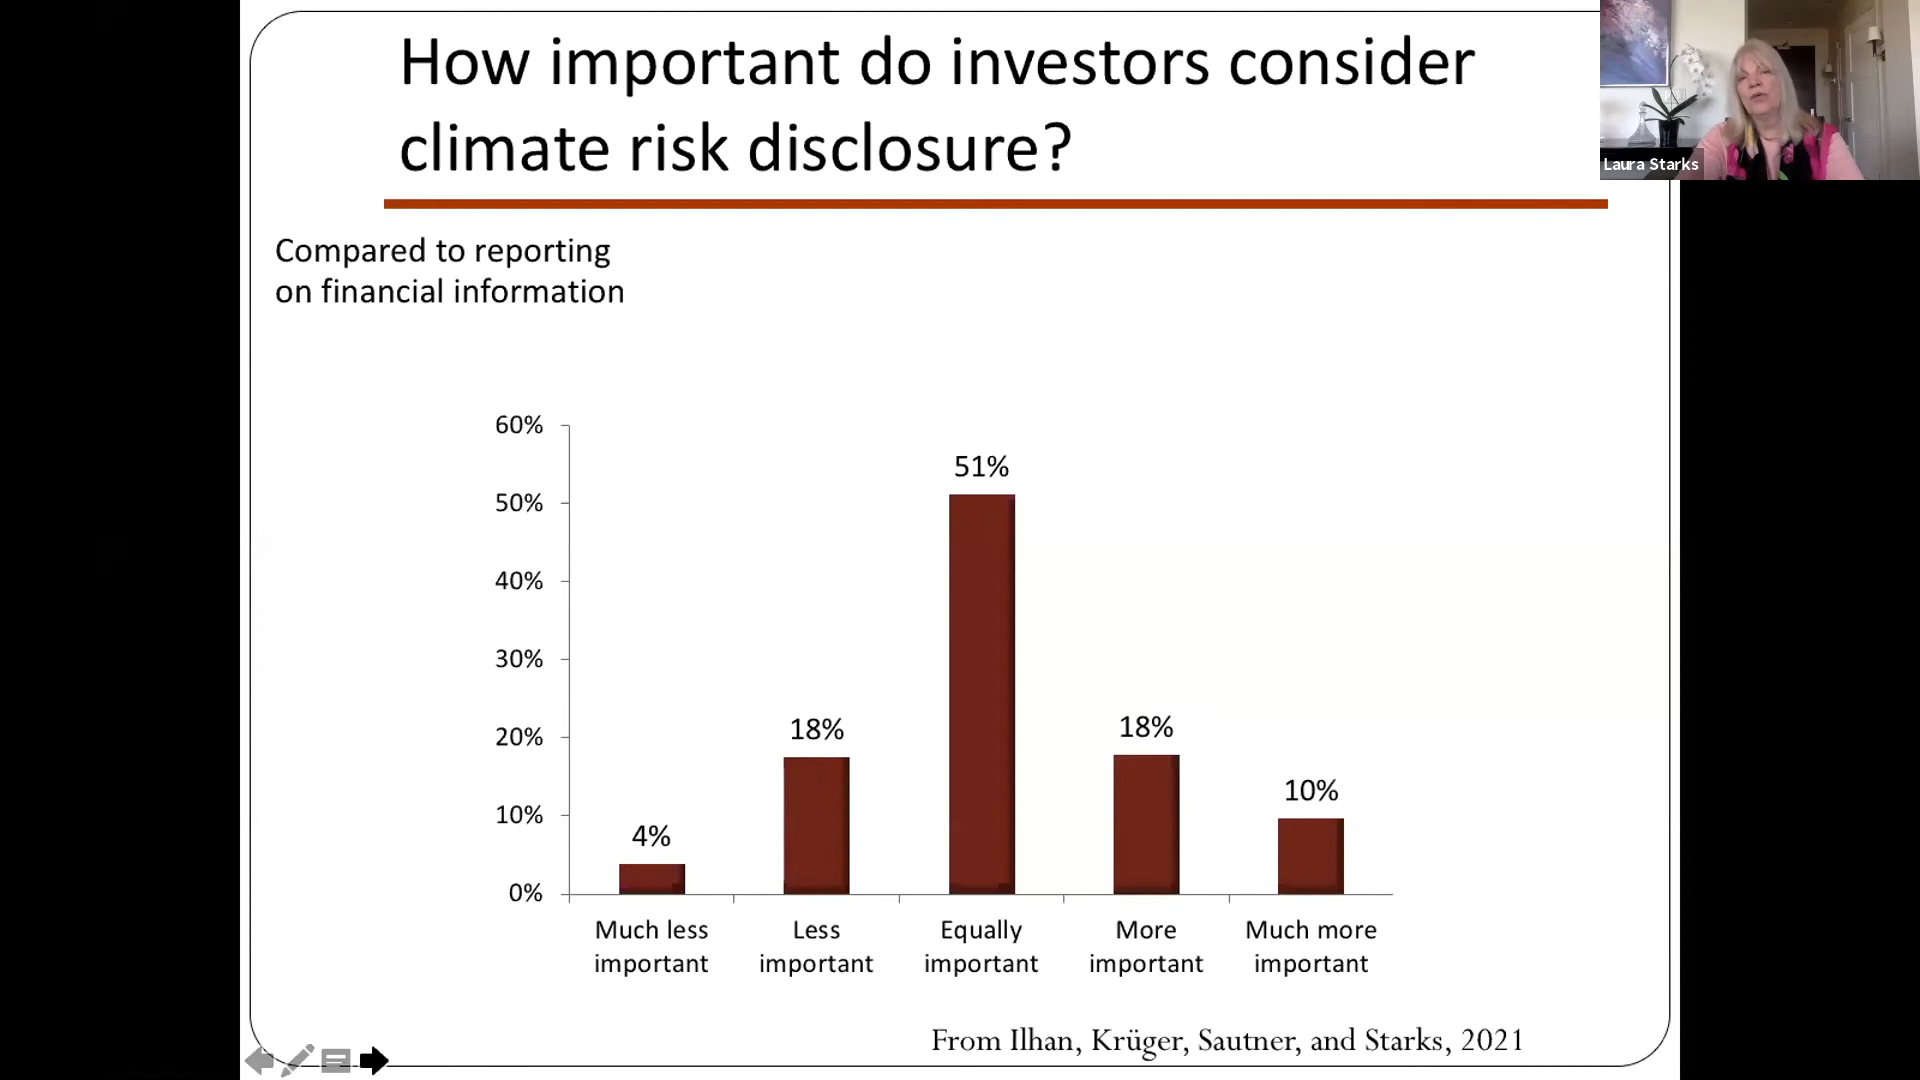 How important do investors consider
climate risk disclosure?
Laura Starks
Compared to reporting
on financial information
60%
50%
40%
30%
20%
10%
0%
4%
18%
51%
18%
10%
Much less
important
Less
important
Equally
important
More
important
Much more
important
From Ilhan, Krüger, Sautner, and Starks, 2021